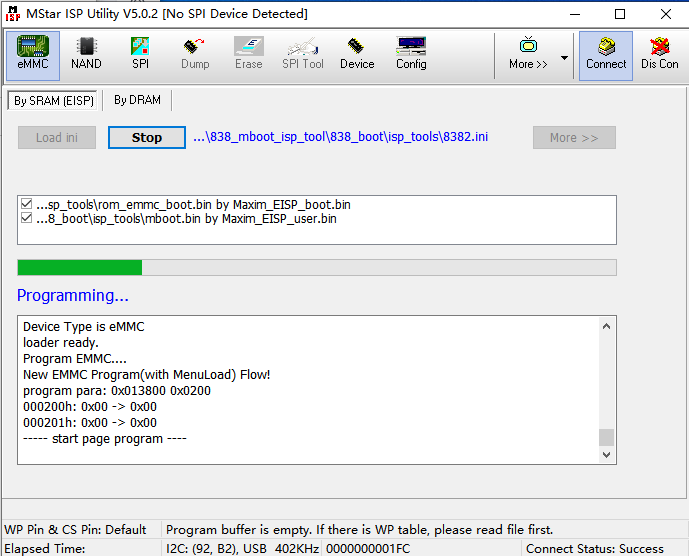 MStar ISP Utility V5.0.2 [No SPI Device Detected]
eMMC NAND SPI Dump Erase SPI Tool Device Config More >> Connect Dis Con
By SRAM (EISP) By DRAM
Load ini Stop ...\838_mboot_isp_tool\838_boot\isp_tools\8382.ini More >>
...sp_tools\rom_emmc_boot.bin by Maxim_EISP_boot.bin
...8_boot\isp_tools\mboot.bin by Maxim_EISP_user.bin
Programming...
Device Type is eMMC
loader ready.
Program EMMC....
New EMMC Program(with MenuLoad) Flow!
program para: 0x013800 0x0200
000200h: 0x00 -> 0x00
000201h: 0x00 -> 0x00
----- start page program ----
WP Pin & CS Pin: Default Program buffer is empty. If there is WP table, please read file first.
Elapsed Time: I2C: (92, B2), USB 402KHz 0000000001FC Connect Status: Success